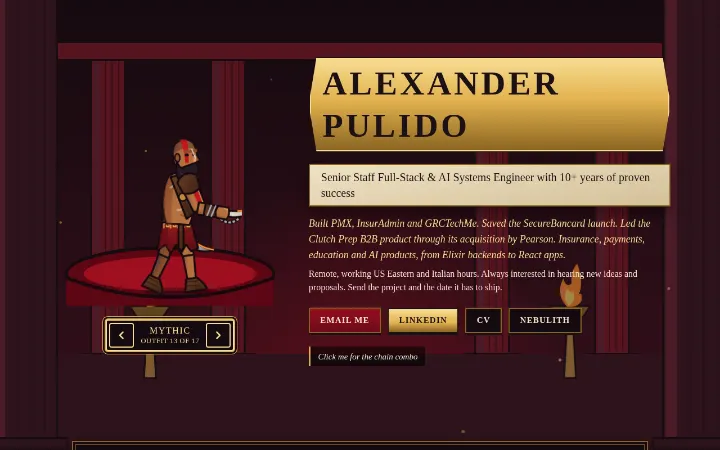 ALEXANDER
PULIDO
Senior Staff Full-Stack & AI Systems Engineer with 10+ years of proven
success
Built PMX, InsurAdmin and GRCTechMe. Saved the SecureBancard launch. Led the
Clutch Prep B2B product through its acquisition by Pearson. Insurance, payments,
education and AI products, from Elixir backends to React apps.
Remote, working US Eastern and Italian hours. Always interested in hearing new ideas and
proposals. Send the project and the date it has to ship.
EMAIL ME LINKEDIN CV NEBULITH
MYTHIC
OUTFIT 13 OF 17
Click me for the chain combo